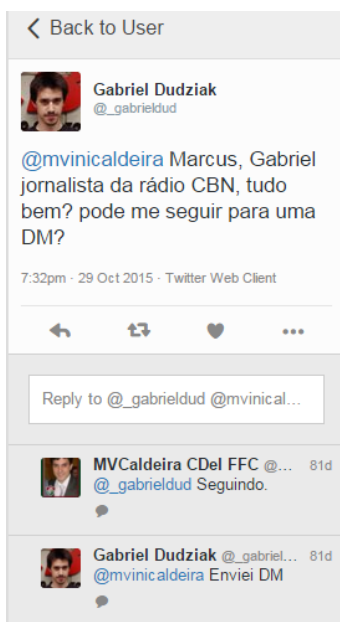 Back to User
Gabriel Dudziak
@_gabrieldud
@mvinicaldeira Marcus, Gabriel
jornalista da rádio CBN, tudo
bem? pode me seguir para uma
DM?
7:32pm · 29 Oct 2015 · Twitter Web Client
Reply to @_gabrieldud @mvinical...
MVCaldeira CDel FFC @... 81d
@_gabrieldud Seguindo.
Gabriel Dudziak @_gabriel... 81d
@mvinicaldeira Enviei DM